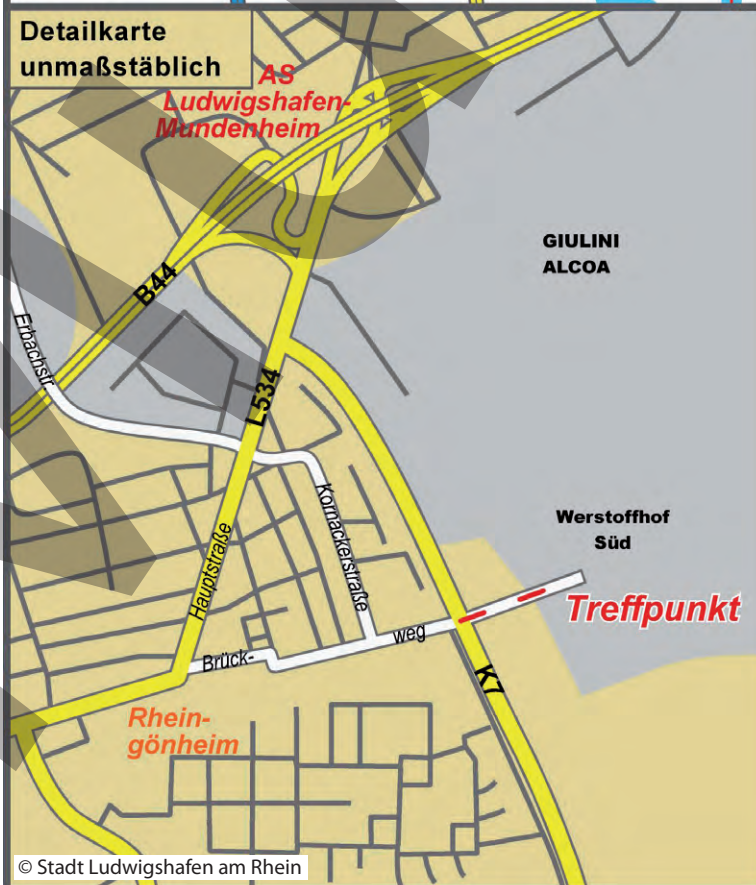 Detailkarte
unmaßstäblich
AS
Ludwigshafen-
Mundenheim
GIULINI
ALCOA
B44
Erbachstr.
L534
Kornackerstraße
Hauptstraße
Werstoffhof
Süd
Treffpunkt
Brück-
weg
K7
Rhein-
gönheim
© Stadt Ludwigshafen am Rhein